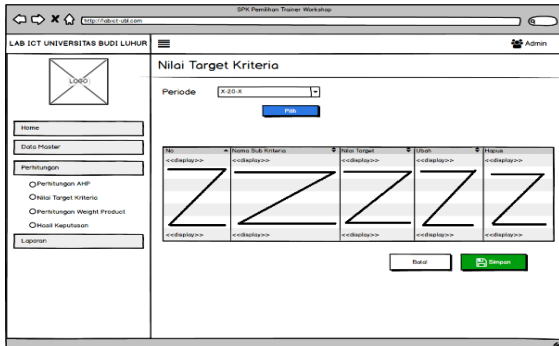 SPK Pemilihan Trainer Workshop
http://labict-ubl.com
LAB ICT UNIVERSITAS BUDI LUHUR
Admin
LOGO
Home
Data Master
Perhitungan
Perhitungan AHP
Nilai Target Kriteria
Perhitungan Weight Product
Hasil Keputusan
Laporan
Nilai Target Kriteria
Periode X-20-X
Pilih
No Nama Sub Kriteria Nilai Target Ubah Hapus
<<display>> <<display>> <<display>> <<display>> <<display>>
<<display>> <<display>> <<display>> <<display>> <<display>>
Batal Simpan